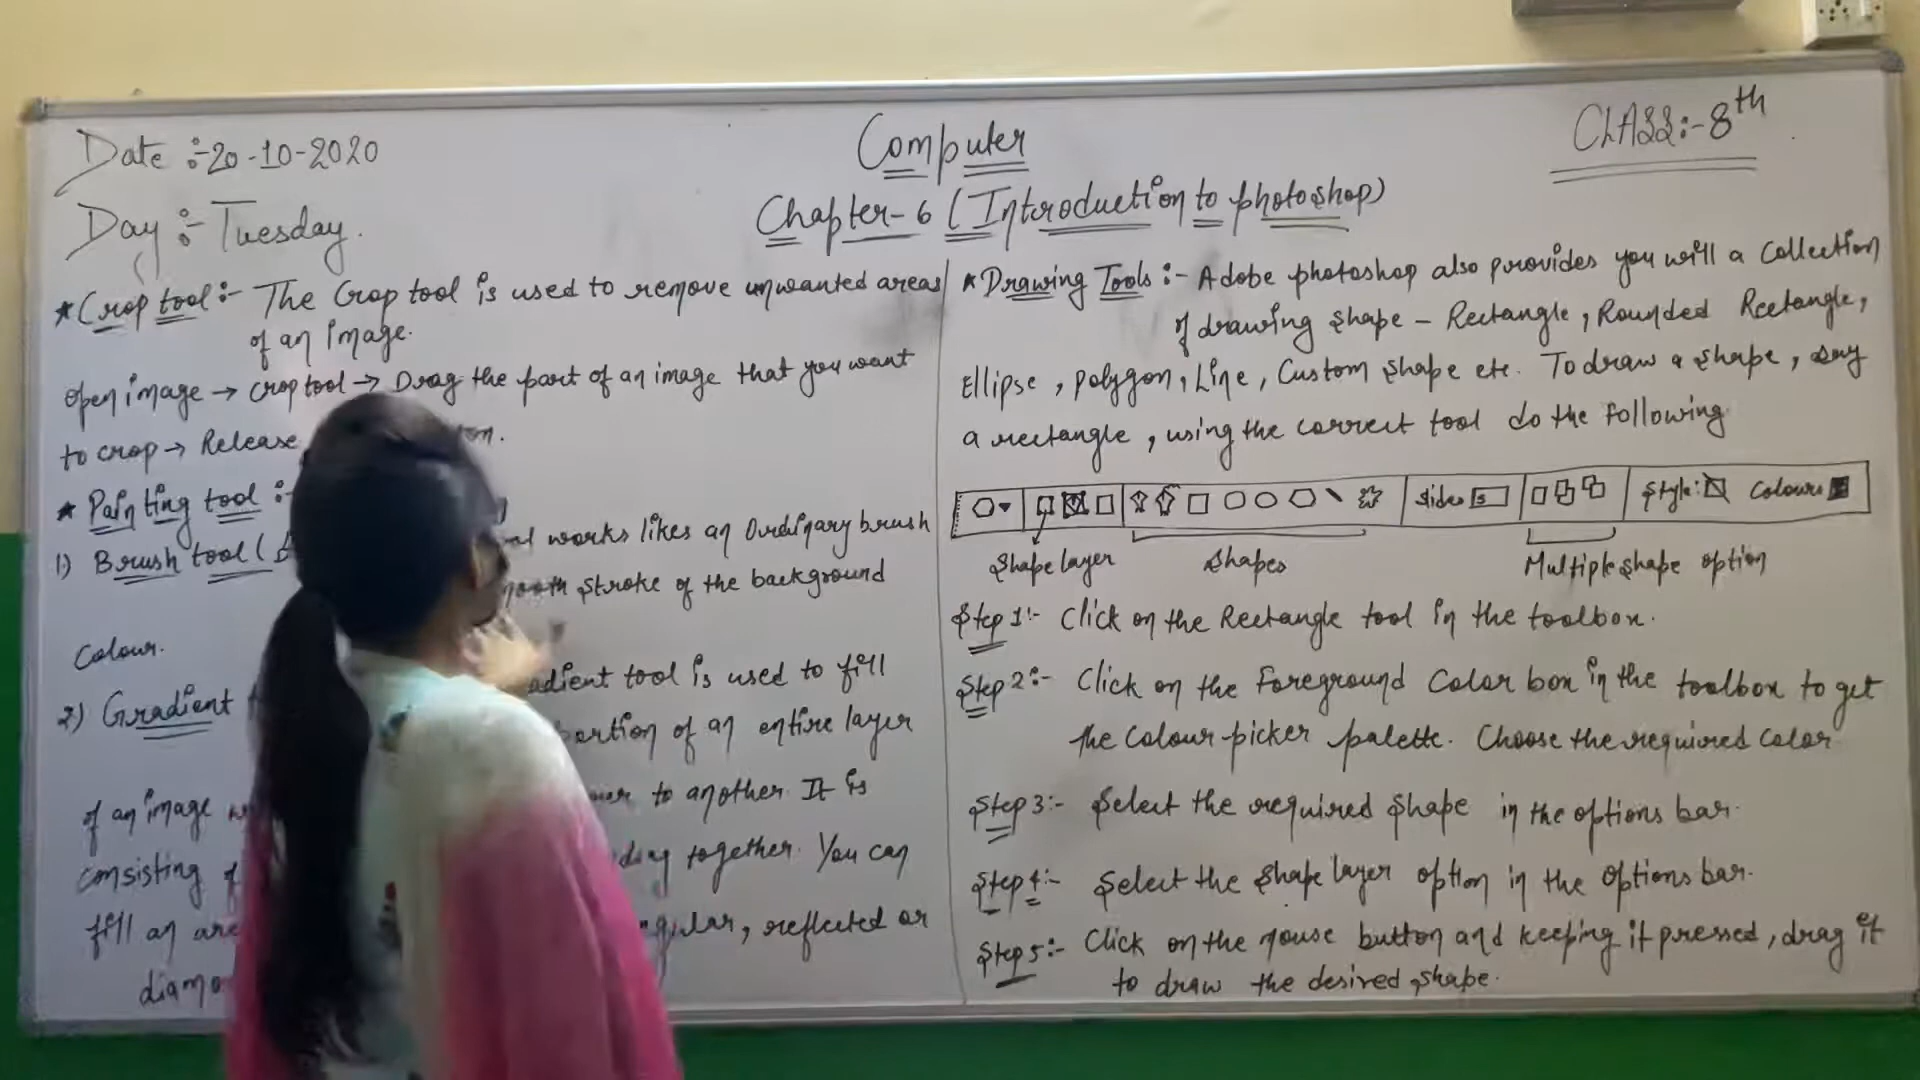 Date :-20-10-2020
Day :- Tuesday.
Computer
CLASS:-8th
Chapter-6 (Introduction to photoshop)
* Crop tool :- The Crop tool is used to remove unwanted areas
of an Image.
open image → crop tool → Drag the part of an image that you want
to crop → Release
* Painting tool :-
1) Brush tool ( works likes an Ordinary brush
stroke of the background
Colour.
2) Gradient tool is used to fill
portion of an entire layer
of an image to another. It is
consisting of together. You can
fill an reflected or
* Drawing Tools :- Adobe photoshop also provides you will a Collection
of drawing shape - Rectangle, Rounded Rectangle,
Ellipse, polygon, Line, Custom shape etc. To draw a shape, say
a rectangle, using the correct tool do the following
Sides 5 Style: Colour
Shape layer Shapes Multiple shape option
Step 1:- Click on the Rectangle tool in the toolbox.
Step 2:- Click on the Foreground Color box in the toolbox to get
the Colour-picker palette. Choose the required color
Step 3:- Select the required shape in the options bar.
Step 4:- Select the shape layer option in the options bar.
Step 5:- Click on the mouse button and keeping it pressed, drag it
to draw the desired shape.